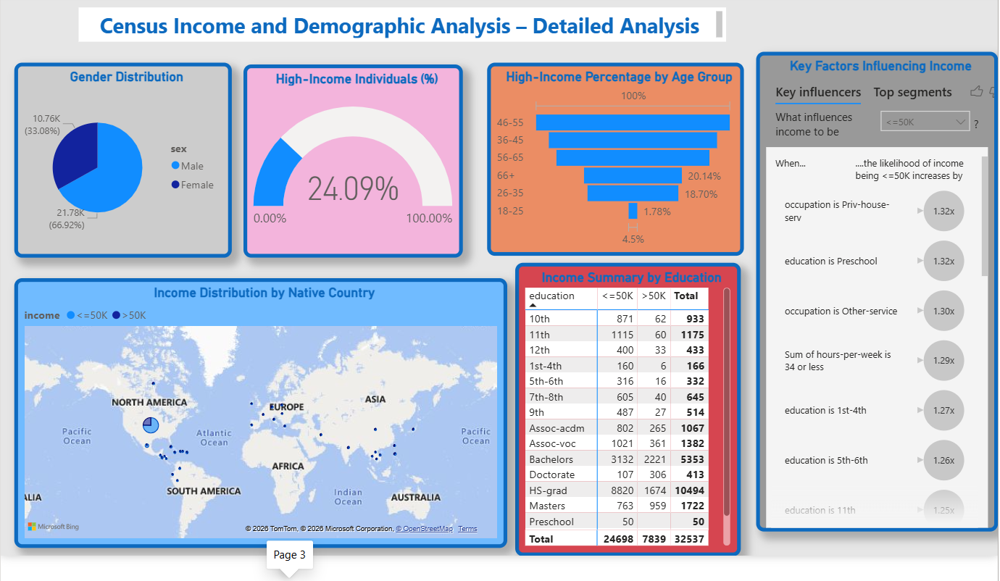 Census Income and Demographic Analysis – Detailed Analysis
Gender Distribution
10.76K
(33.08%)
21.78K
(66.92%)
sex
Male
Female
High-Income Individuals (%)
24.09%
0.00%
100.00%
High-Income Percentage by Age Group
100%
46-55
36-45
56-65
66+ 20.14%
26-35 18.70%
18-25 1.78%
4.5%
Key Factors Influencing Income
Key influencers Top segments
What influences
income to be
<=50K
?
When...
....the likelihood of income
being <=50K increases by
occupation is Priv-house-
serv
1.32x
education is Preschool 1.32x
occupation is Other-service 1.30x
Sum of hours-per-week is
34 or less
1.29x
education is 1st-4th 1.27x
education is 5th-6th 1.26x
education is 11th 1.25x
Income Distribution by Native Country
income <=50K >50K
NORTH AMERICA
EUROPE
ASIA
Pacific
Ocean
Atlantic
Ocean
Pacific
Ocean
AFRICA
SOUTH AMERICA
Indian
Ocean
AUSTRALIA
ALIA
Microsoft Bing
© 2026 TomTom, © 2026 Microsoft Corporation, © OpenStreetMap Terms
Income Summary by Education
education <=50K >50K Total
10th 871 62 933
11th 1115 60 1175
12th 400 33 433
1st-4th 160 6 166
5th-6th 316 16 332
7th-8th 605 40 645
9th 487 27 514
Assoc-acdm 802 265 1067
Assoc-voc 1021 361 1382
Bachelors 3132 2221 5353
Doctorate 107 306 413
HS-grad 8820 1674 10494
Masters 763 959 1722
Preschool 50 50
Total 24698 7839 32537
Page 3